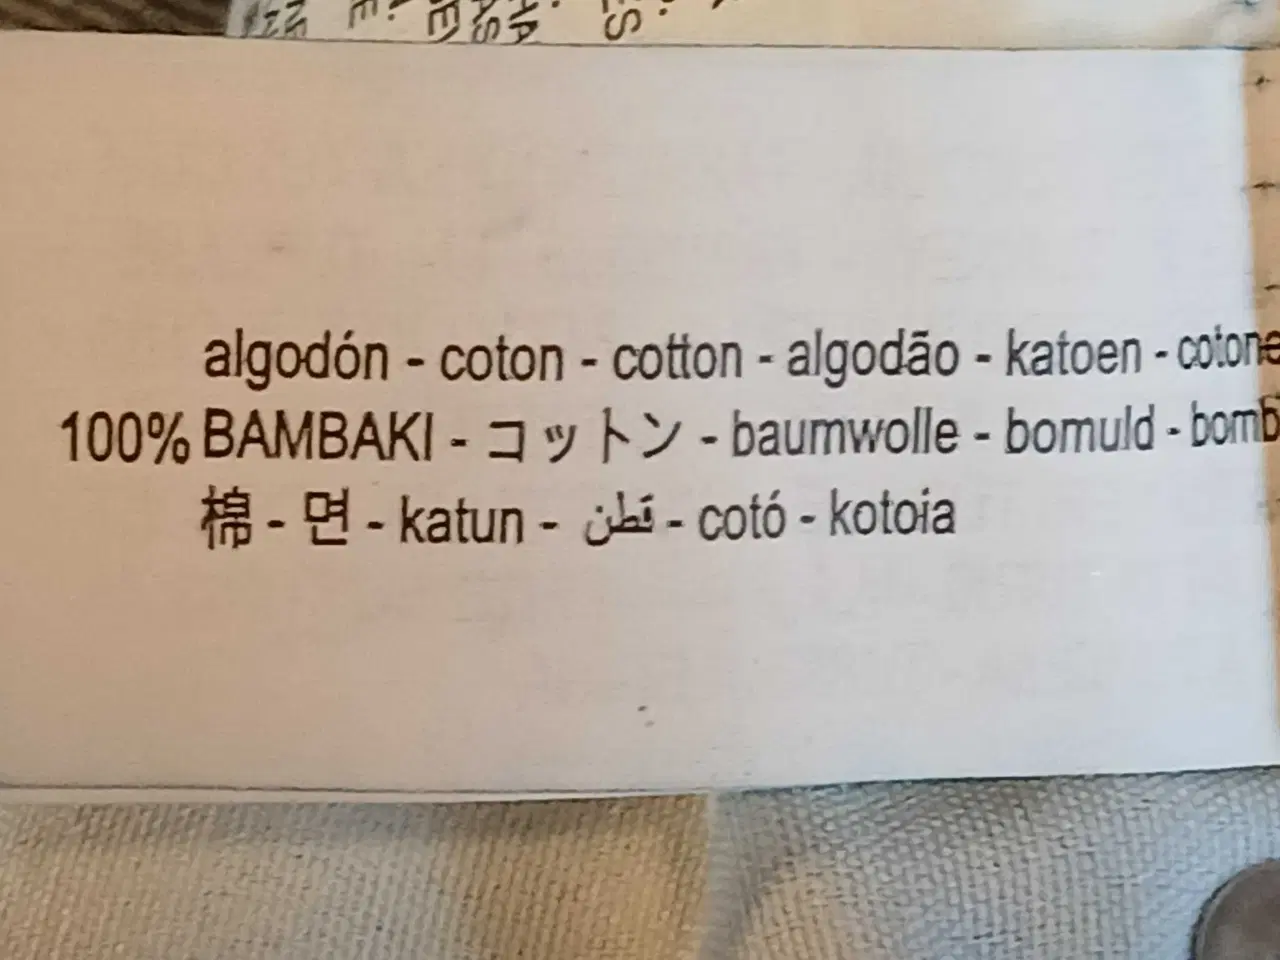 algodón - coton - cotton - algodão - katoen - cotone
100% BAMBAKI - コットン - baumwolle - bomuld -
棉 - 면 - katun - قطن - cotó - kotoia